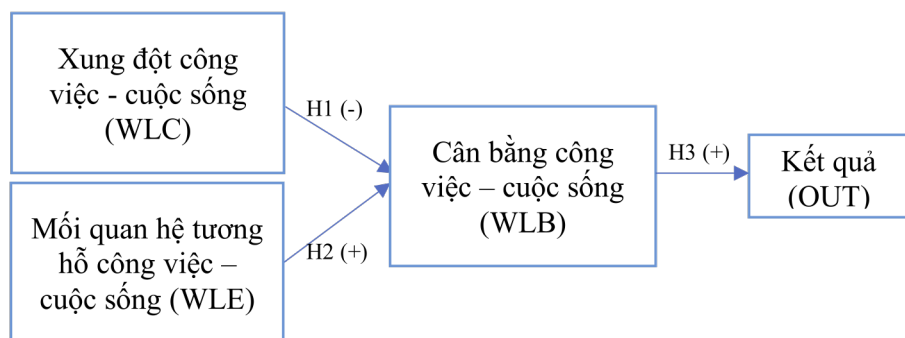 Xung đột công
việc - cuộc sống
(WLC)
H1 (-)
Mối quan hệ tương
hỗ công việc –
cuộc sống (WLE)
H2 (+)
Cân bằng công
việc – cuộc sống
(WLB)
H3 (+)
Kết quả
(OUT)